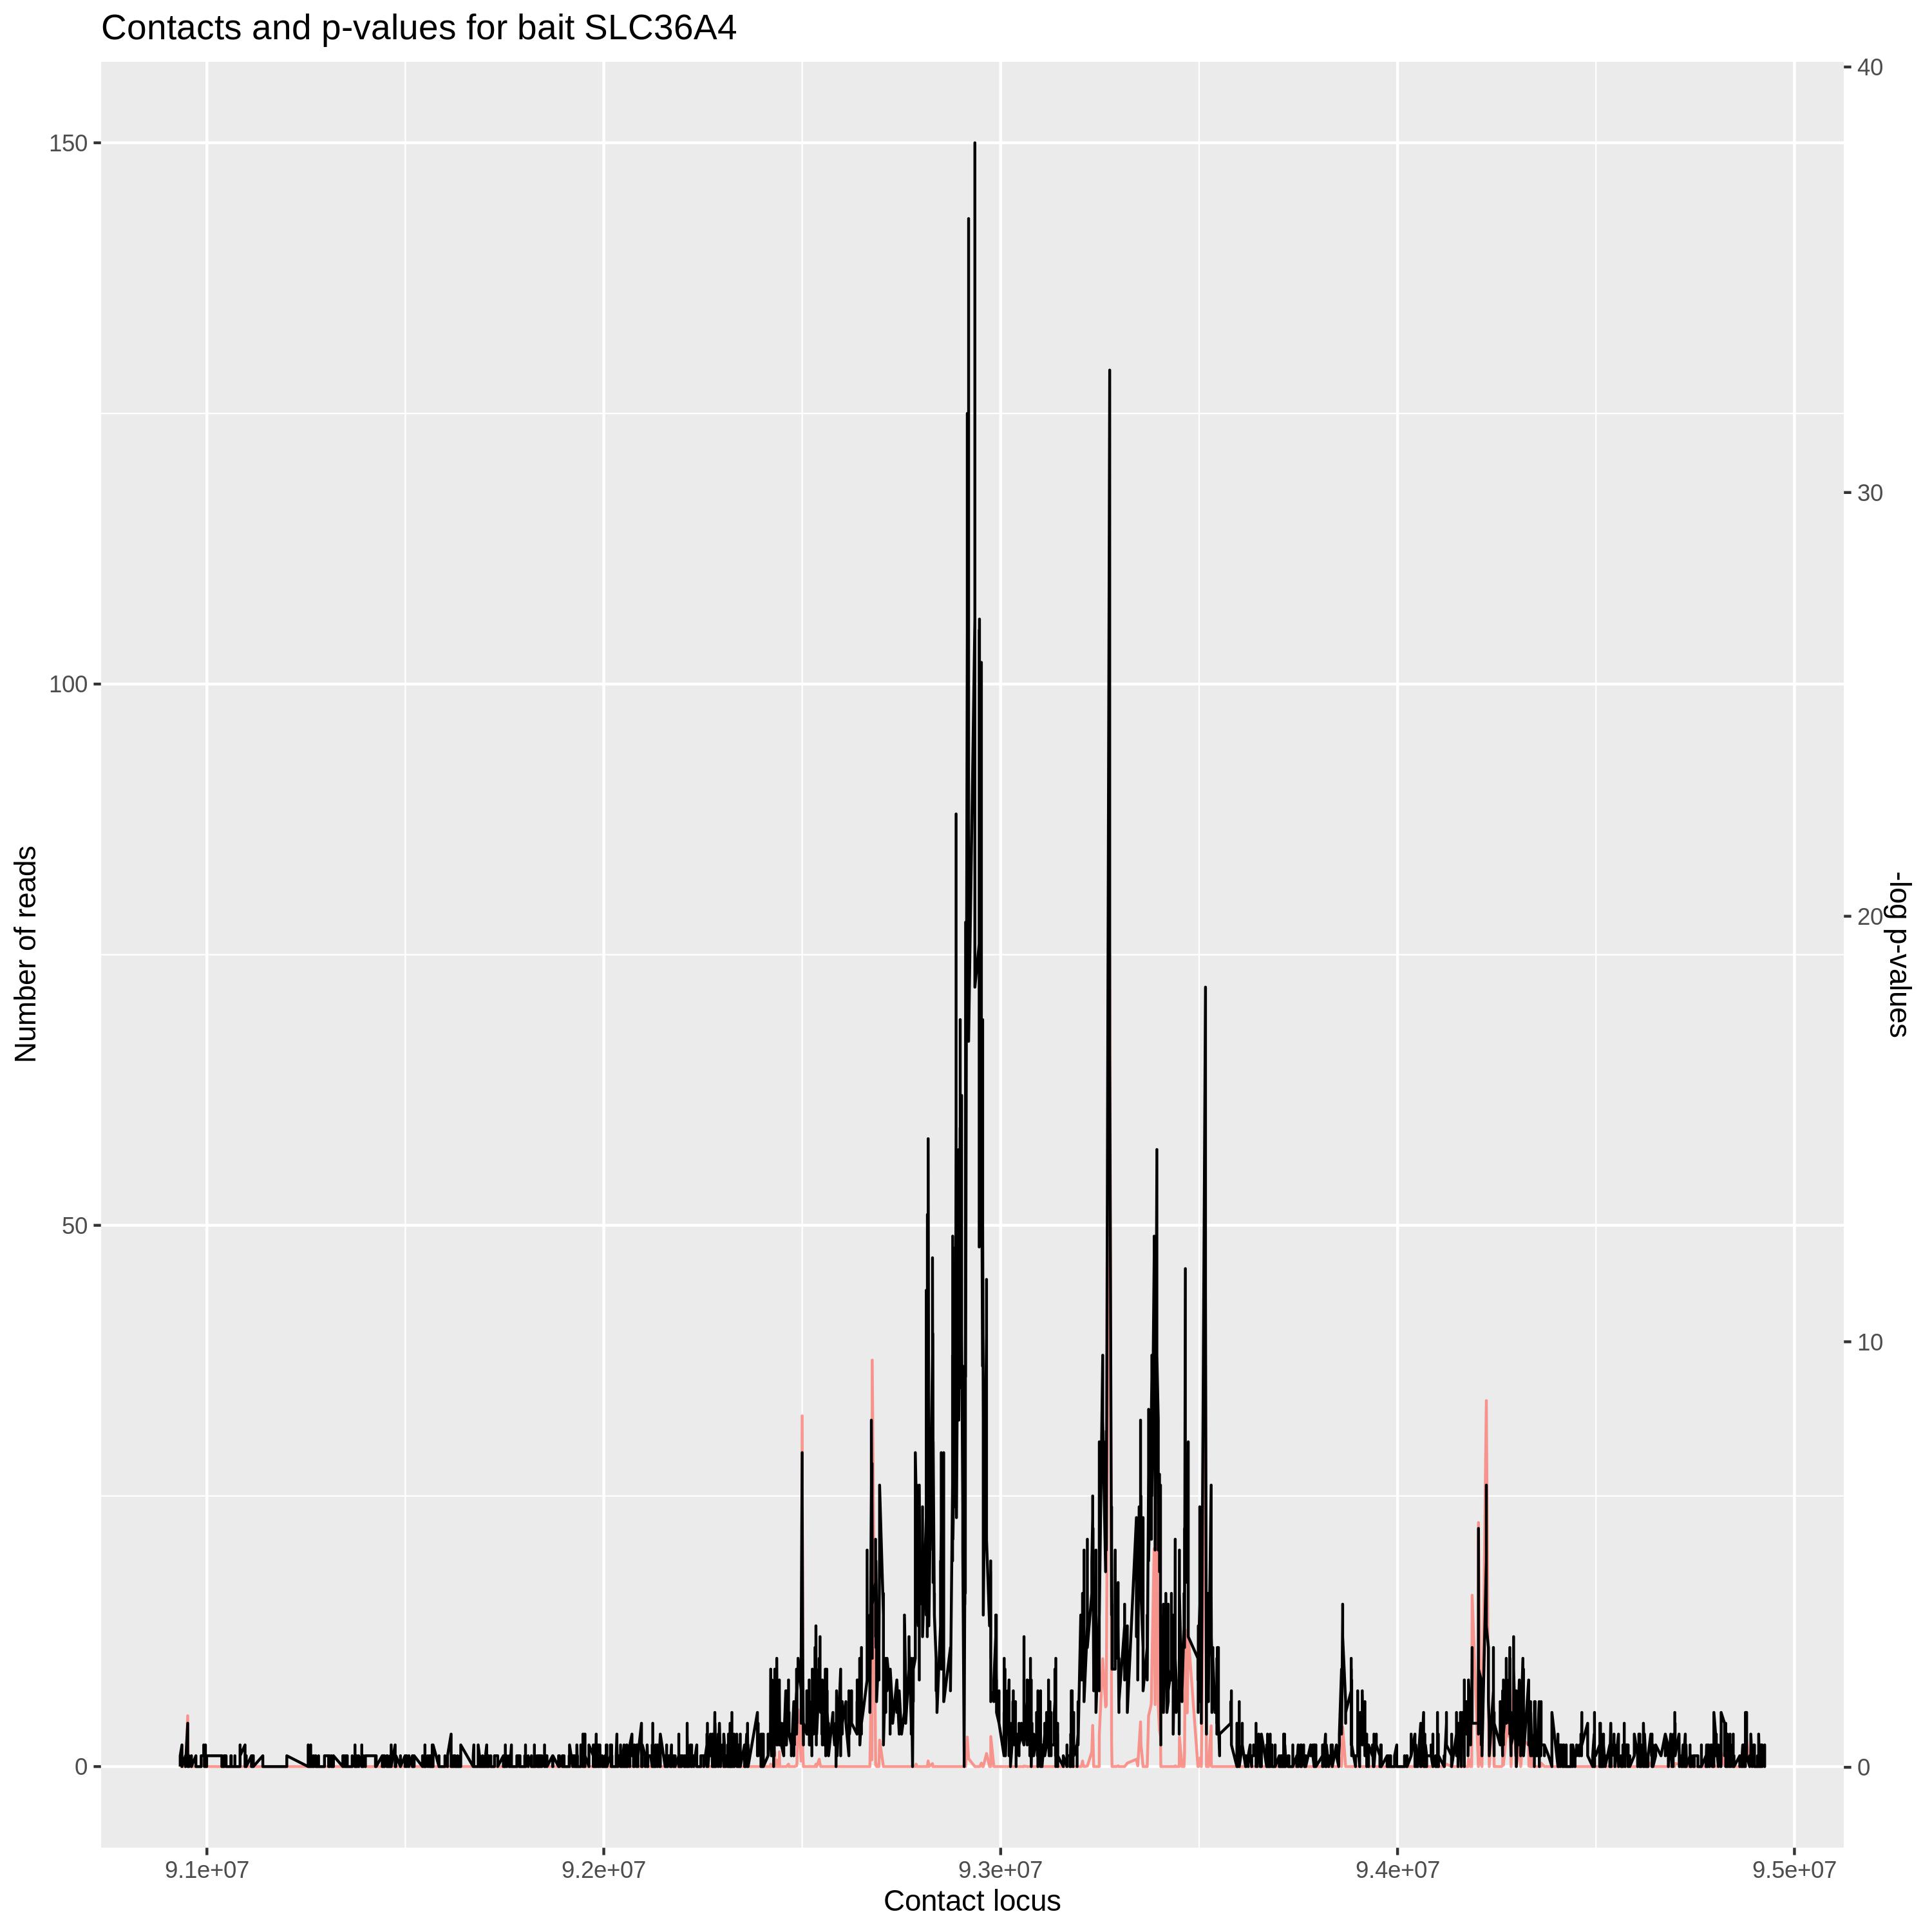 Contacts and p-values for bait SLC36A4
Number of reads
150
100
50
0
40
30
20
10
0
-log p-values
9.1e+07
9.2e+07
9.3e+07
9.4e+07
9.5e+07
Contact locus